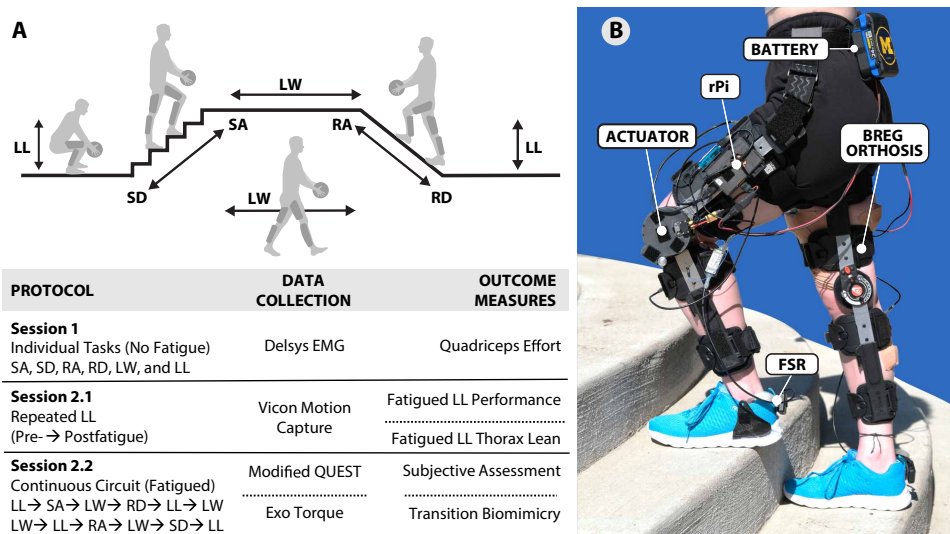 A
LW
SA
RA
LL
LL
SD
LW
RD
PROTOCOL
DATA
COLLECTION
OUTCOME
MEASURES
Session 1
Individual Tasks (No Fatigue)
SA, SD, RA, RD, LW, and LL
Delsys EMG
Quadriceps Effort
Session 2.1
Repeated LL
(Pre-→ Postfatigue)
Vicon Motion
Capture
Fatigued LL Performance
Fatigued LL Thorax Lean
Session 2.2
Continuous Circuit (Fatigued)
LL→ SA→ LW→ RD→ LL→ LW
LW→ LL→ RA→ LW→ SD→ LL
Modified QUEST
Exo Torque
Subjective Assessment
Transition Biomimicry
B
BATTERY
M
rPi
ACTUATOR
BREG
ORTHOSIS
FSR